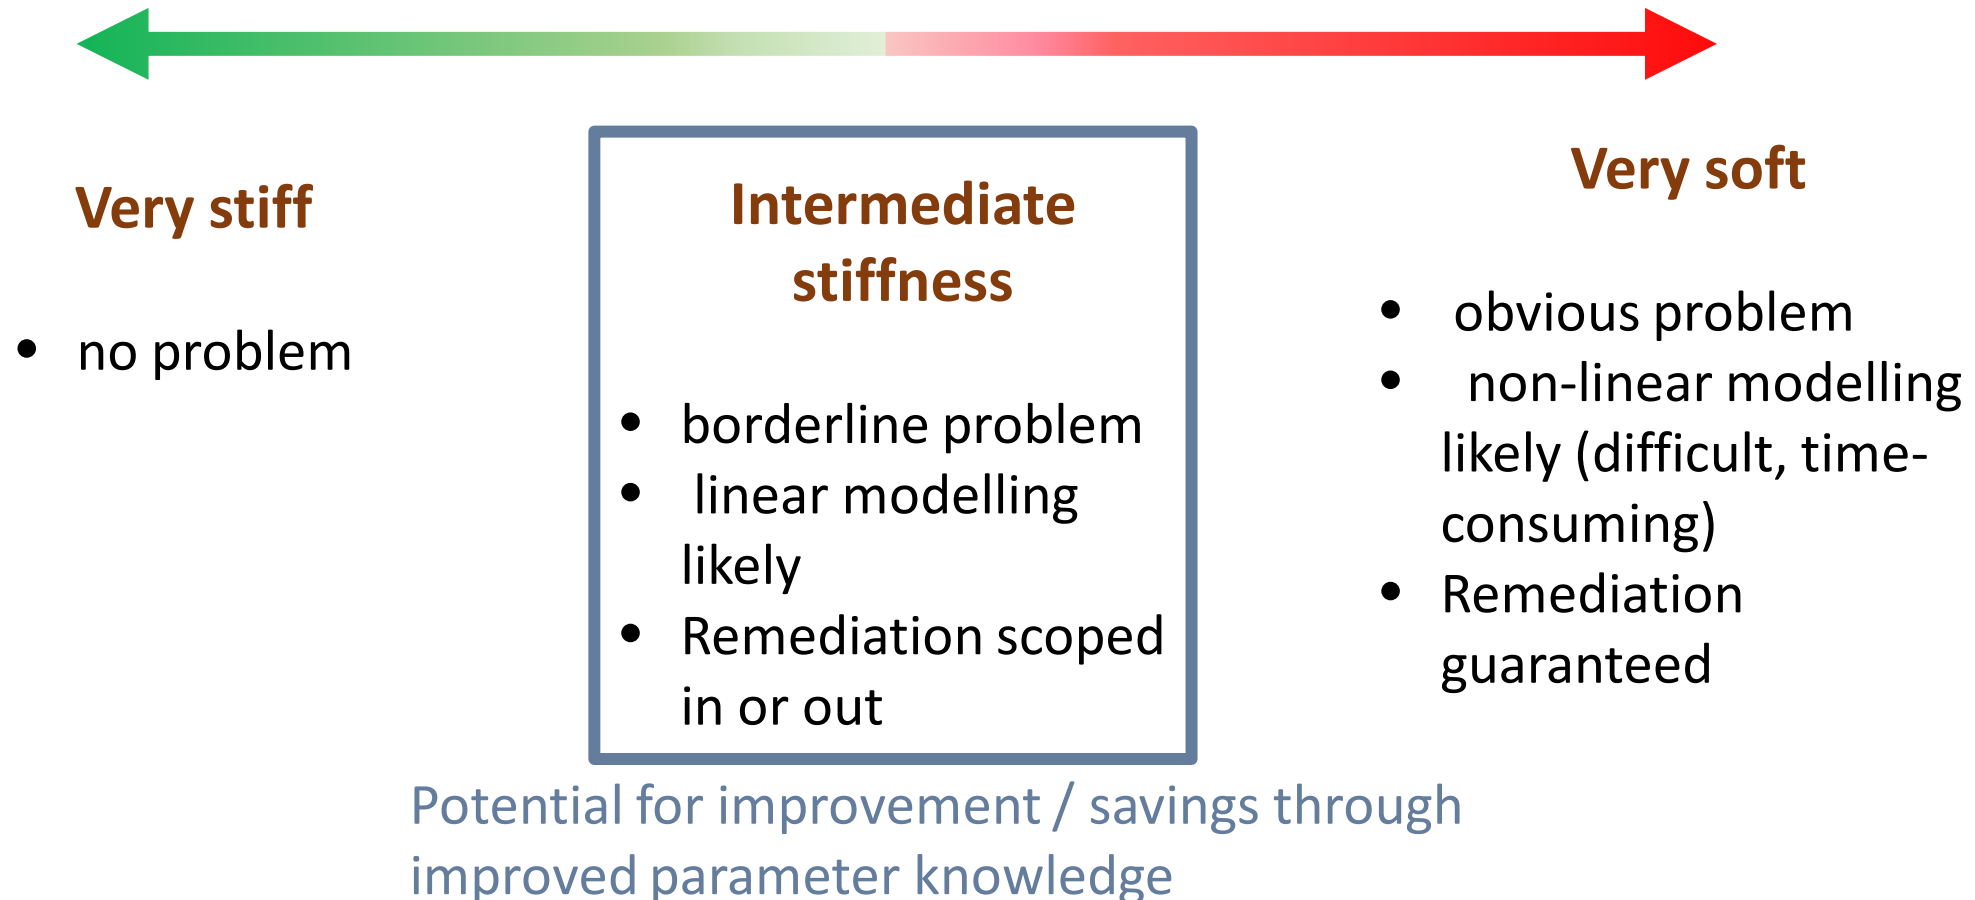 Very stiff
• no problem
Intermediate
stiffness
• borderline problem
• linear modelling
likely
• Remediation scoped
in or out
Very soft
• obvious problem
• non-linear modelling
likely (difficult, time-
consuming)
• Remediation
guaranteed
Potential for improvement / savings through
improved parameter knowledge